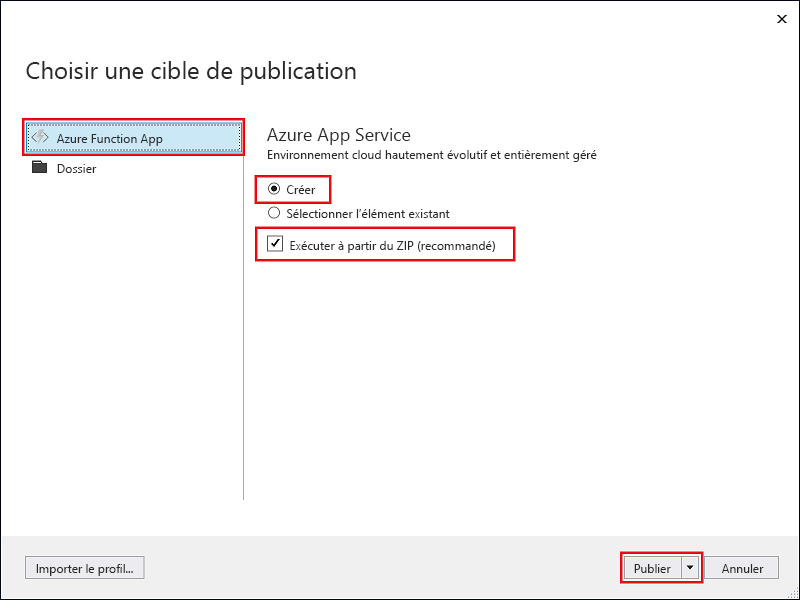 Choisir une cible de publication
Azure Function App
Dossier
Azure App Service
Environnement cloud hautement évolutif et entièrement géré
Créer
Sélectionner l'élément existant
Exécuter à partir du ZIP (recommandé)
Importer le profil...
Publier
Annuler